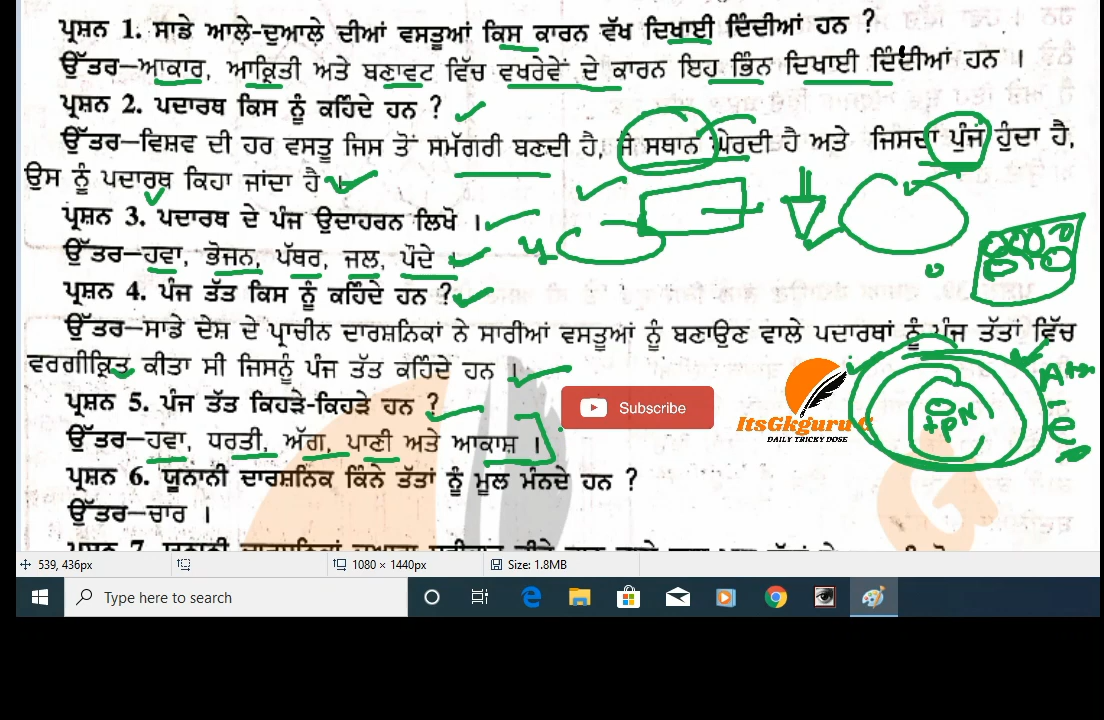 ਪ੍ਰਸ਼ਨ 1. ਸਾਡੇ ਆਲੇ-ਦੁਆਲੇ ਦੀਆਂ ਵਸਤੂਆਂ ਕਿਸ ਕਾਰਨ ਵੱਖ ਦਿਖਾਈ ਦਿੰਦੀਆਂ ਹਨ ?
ਉੱਤਰ—ਆਕਾਰ, ਆਕ੍ਰਿਤੀ ਅਤੇ ਬਣਾਵਟ ਵਿੱਚ ਵਖਰੇਵੇਂ ਦੇ ਕਾਰਨ ਇਹ ਭਿੰਨ ਦਿਖਾਈ ਦਿੰਦੀਆਂ ਹਨ ।
ਪ੍ਰਸ਼ਨ 2. ਪਦਾਰਥ ਕਿਸ ਨੂੰ ਕਹਿੰਦੇ ਹਨ ?
ਉੱਤਰ—ਵਿਸ਼ਵ ਦੀ ਹਰ ਵਸਤੂ ਜਿਸ ਤੋਂ ਸਮੱਗਰੀ ਬਣਦੀ ਹੈ, ਜੋ ਸਥਾਨ ਘੇਰਦੀ ਹੈ ਅਤੇ ਜਿਸਦਾ ਪੁੰਜ ਹੁੰਦਾ ਹੈ,
ਉਸ ਨੂੰ ਪਦਾਰਥ ਕਿਹਾ ਜਾਂਦਾ ਹੈ ।
ਪ੍ਰਸ਼ਨ 3. ਪਦਾਰਥ ਦੇ ਪੰਜ ਉਦਾਹਰਨ ਲਿਖੋ ।
ਉੱਤਰ—ਹਵਾ, ਭੋਜਨ, ਪੱਥਰ, ਜਲ, ਪੌਦੇ ।
ਪ੍ਰਸ਼ਨ 4. ਪੰਜ ਤੱਤ ਕਿਸ ਨੂੰ ਕਹਿੰਦੇ ਹਨ ?
ਉੱਤਰ—ਸਾਡੇ ਦੇਸ਼ ਦੇ ਪ੍ਰਾਚੀਨ ਦਾਰਸ਼ਨਿਕਾਂ ਨੇ ਸਾਰੀਆਂ ਵਸਤੂਆਂ ਨੂੰ ਬਣਾਉਣ ਵਾਲੇ ਪਦਾਰਥਾਂ ਨੂੰ ਪੰਜ ਤੱਤਾਂ ਵਿੱਚ
ਵਰਗੀਕ੍ਰਿਤ ਕੀਤਾ ਸੀ ਜਿਸਨੂੰ ਪੰਜ ਤੱਤ ਕਹਿੰਦੇ ਹਨ ।
ਪ੍ਰਸ਼ਨ 5. ਪੰਜ ਤੱਤ ਕਿਹੜੇ-ਕਿਹੜੇ ਹਨ ?
Subscribe
ItsGkguru
DAILY TRICKY DOSE
ਉੱਤਰ—ਹਵਾ, ਧਰਤੀ, ਅੱਗ, ਪਾਣੀ ਅਤੇ ਆਕਾਸ਼ ।
ਪ੍ਰਸ਼ਨ 6. ਯੂਨਾਨੀ ਦਾਰਸ਼ਨਿਕ ਕਿੰਨੇ ਤੱਤਾਂ ਨੂੰ ਮੂਲ ਮੰਨਦੇ ਹਨ ?
ਉੱਤਰ—ਚਾਰ ।
539, 436px
1080 × 1440px
Size: 1.8MB
Type here to search